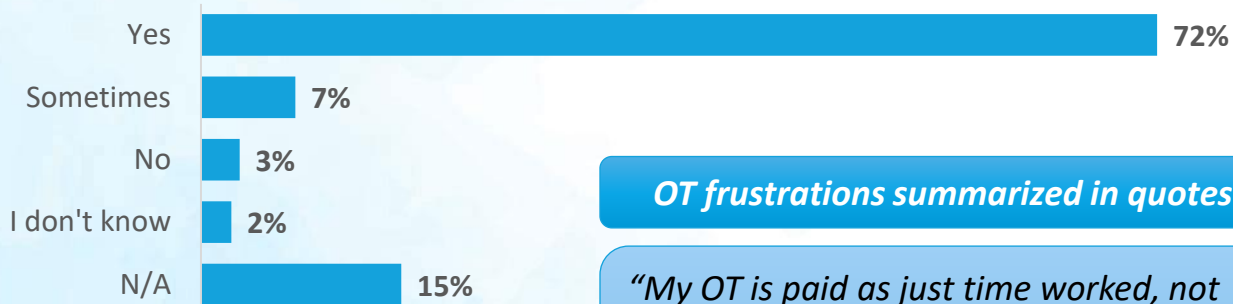 Yes 72%
Sometimes 7%
No 3%
I don't know 2%
N/A 15%
OT frustrations summarized in quotes
“My OT is paid as just time worked, not